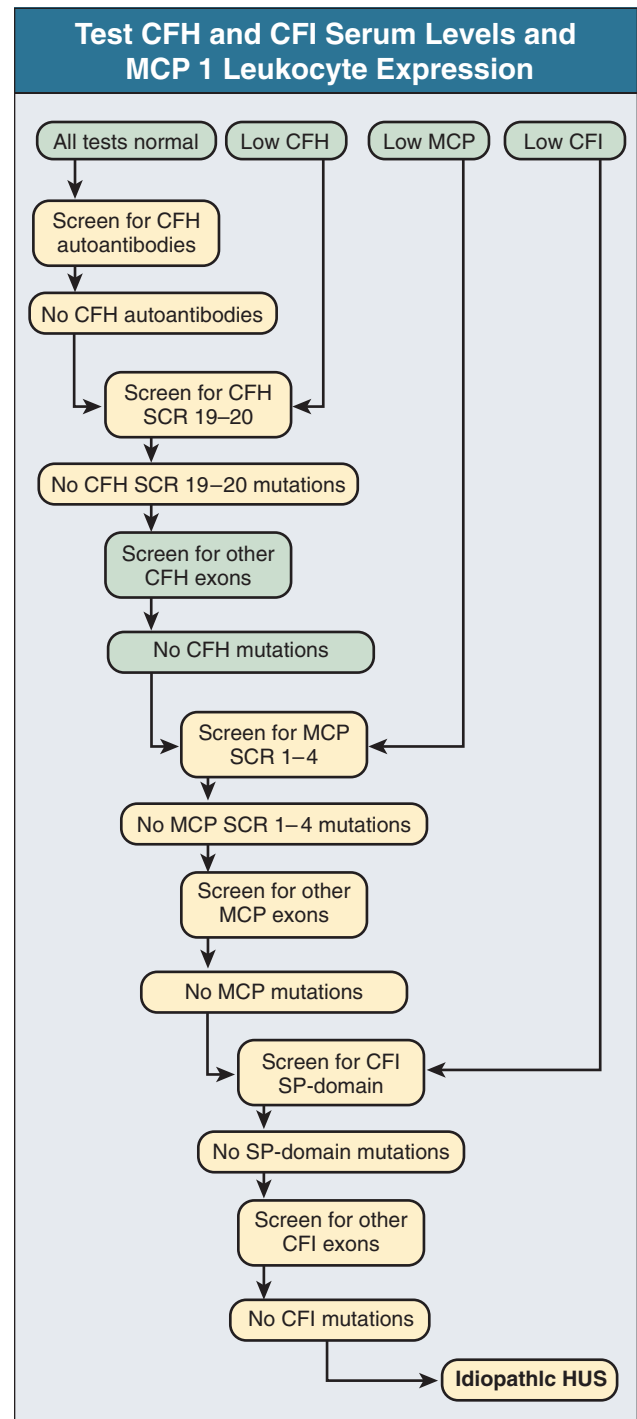 Test CFH and CFI Serum Levels and
MCP 1 Leukocyte Expression
All tests normal
Low CFH
Low MCP
Low CFI
Screen for CFH
autoantibodies
No CFH autoantibodies
Screen for CFH
SCR 19–20
No CFH SCR 19–20 mutations
Screen for other
CFH exons
No CFH mutations
Screen for MCP
SCR 1–4
No MCP SCR 1–4 mutations
Screen for other
MCP exons
No MCP mutations
Screen for CFI
SP-domain
No SP-domain mutations
Screen for other
CFI exons
No CFI mutations
IdiopathIc HUS